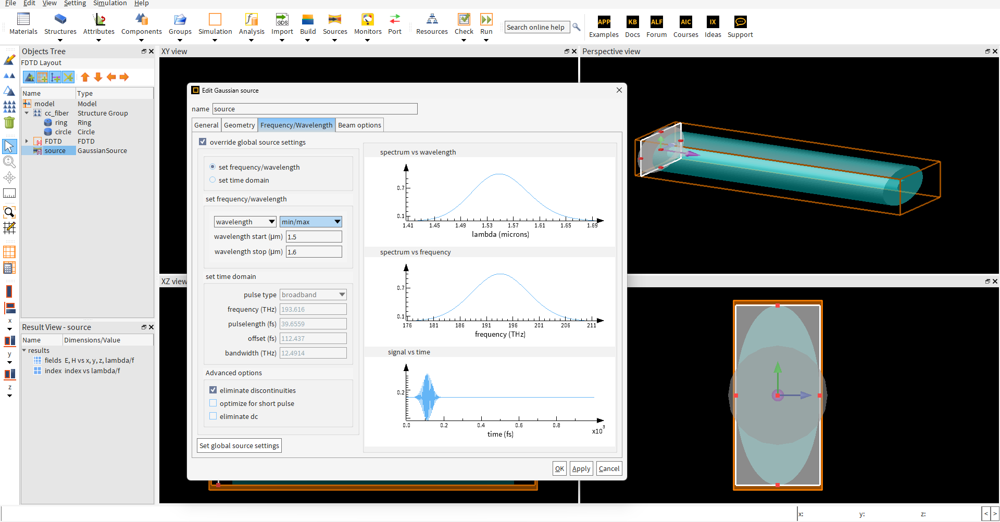 File Edit View Setting Simulation Help
Materials Structures Attributes Components Groups Simulation Analysis Import Build Sources Monitors Port Resources Check Run
GDS
Search online help
APP KB ALF AIC IX
Examples Docs Forum Courses Ideas Support
Objects Tree
FDTD Layout
Name Type
model Model
cc_fiber Structure Group
ring Ring
circle Circle
FDTD FDTD
source GaussianSource
Result View - source
Name Dimensions/Value
results
fields E, H vs x, y, z, lambda/f
index index vs lambda/f
x
y
z
XY view
Perspective view
XZ view
Edit Gaussian source
name source
General Geometry Frequency/Wavelength Beam options
override global source settings
set frequency/wavelength
set time domain
set frequency/wavelength
wavelength min/max
wavelength start (μm) 1.5
wavelength stop (μm) 1.6
set time domain
pulse type broadband
frequency (THz) 193.616
pulselength (fs) 39.6559
offset (fs) 112.437
bandwidth (THz) 12.4914
Advanced options
eliminate discontinuities
optimize for short pulse
eliminate dc
Set global source settings
spectrum vs wavelength
0.7
0.1
1.41 1.45 1.49 1.53 1.57 1.61 1.65 1.69
lambda (microns)
spectrum vs frequency
0.7
0.1
176 181 186 191 196 201 206 211
frequency (THz)
signal vs time
0.2
0.0 0.2 0.4 0.6 0.8
x10³
time (fs)
OK Apply Cancel
x: y: z:
< >